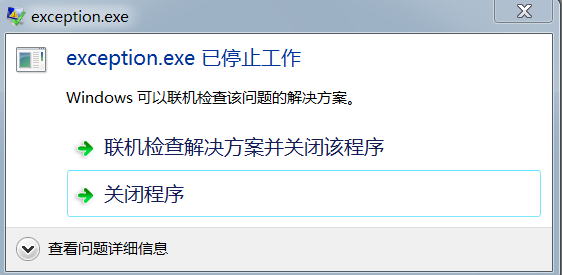 exception.exe
exception.exe 已停止工作
Windows 可以联机检查该问题的解决方案。
联机检查解决方案并关闭该程序
关闭程序
查看问题详细信息